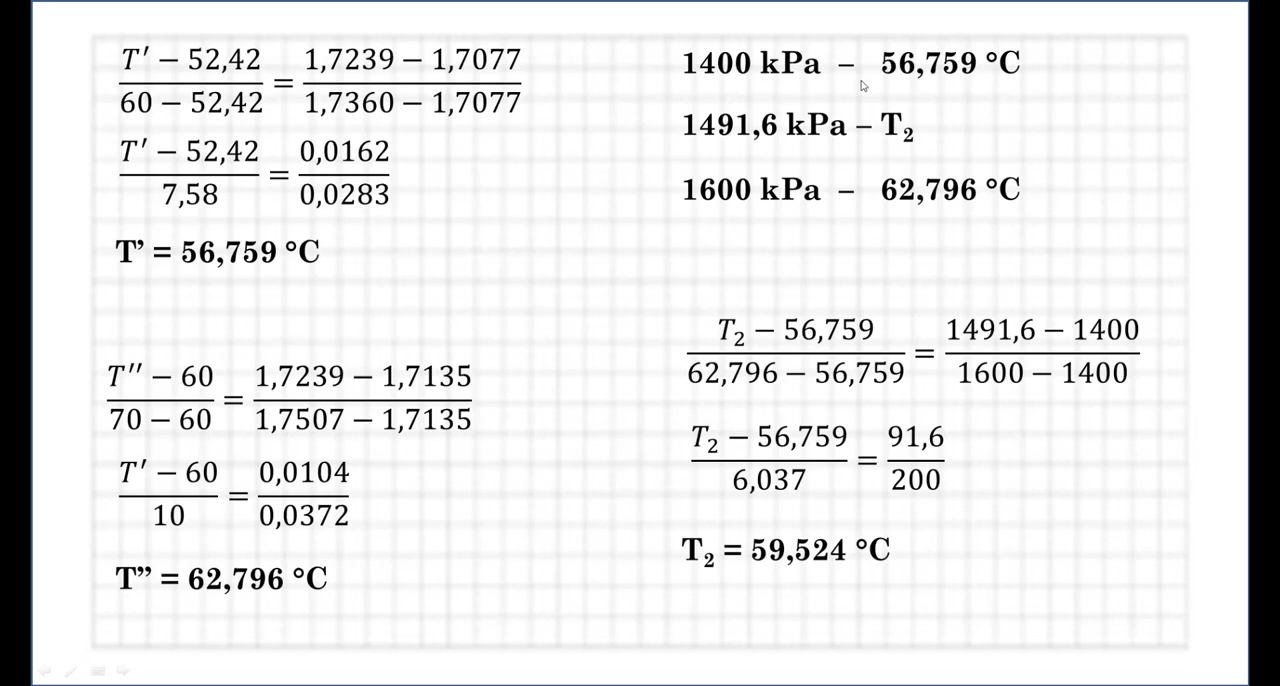 T′ − 52,42 / 60 − 52,42 = 1,7239 − 1,7077 / 1,7360 − 1,7077
T′ − 52,42 / 7,58 = 0,0162 / 0,0283
T’ = 56,759 °C
T″ − 60 / 70 − 60 = 1,7239 − 1,7135 / 1,7507 − 1,7135
T′ − 60 / 10 = 0,0104 / 0,0372
T” = 62,796 °C
1400 kPa – 56,759 °C
1491,6 kPa – T₂
1600 kPa – 62,796 °C
T₂ − 56,759 / 62,796 − 56,759 = 1491,6 − 1400 / 1600 − 1400
T₂ − 56,759 / 6,037 = 91,6 / 200
T₂ = 59,524 °C